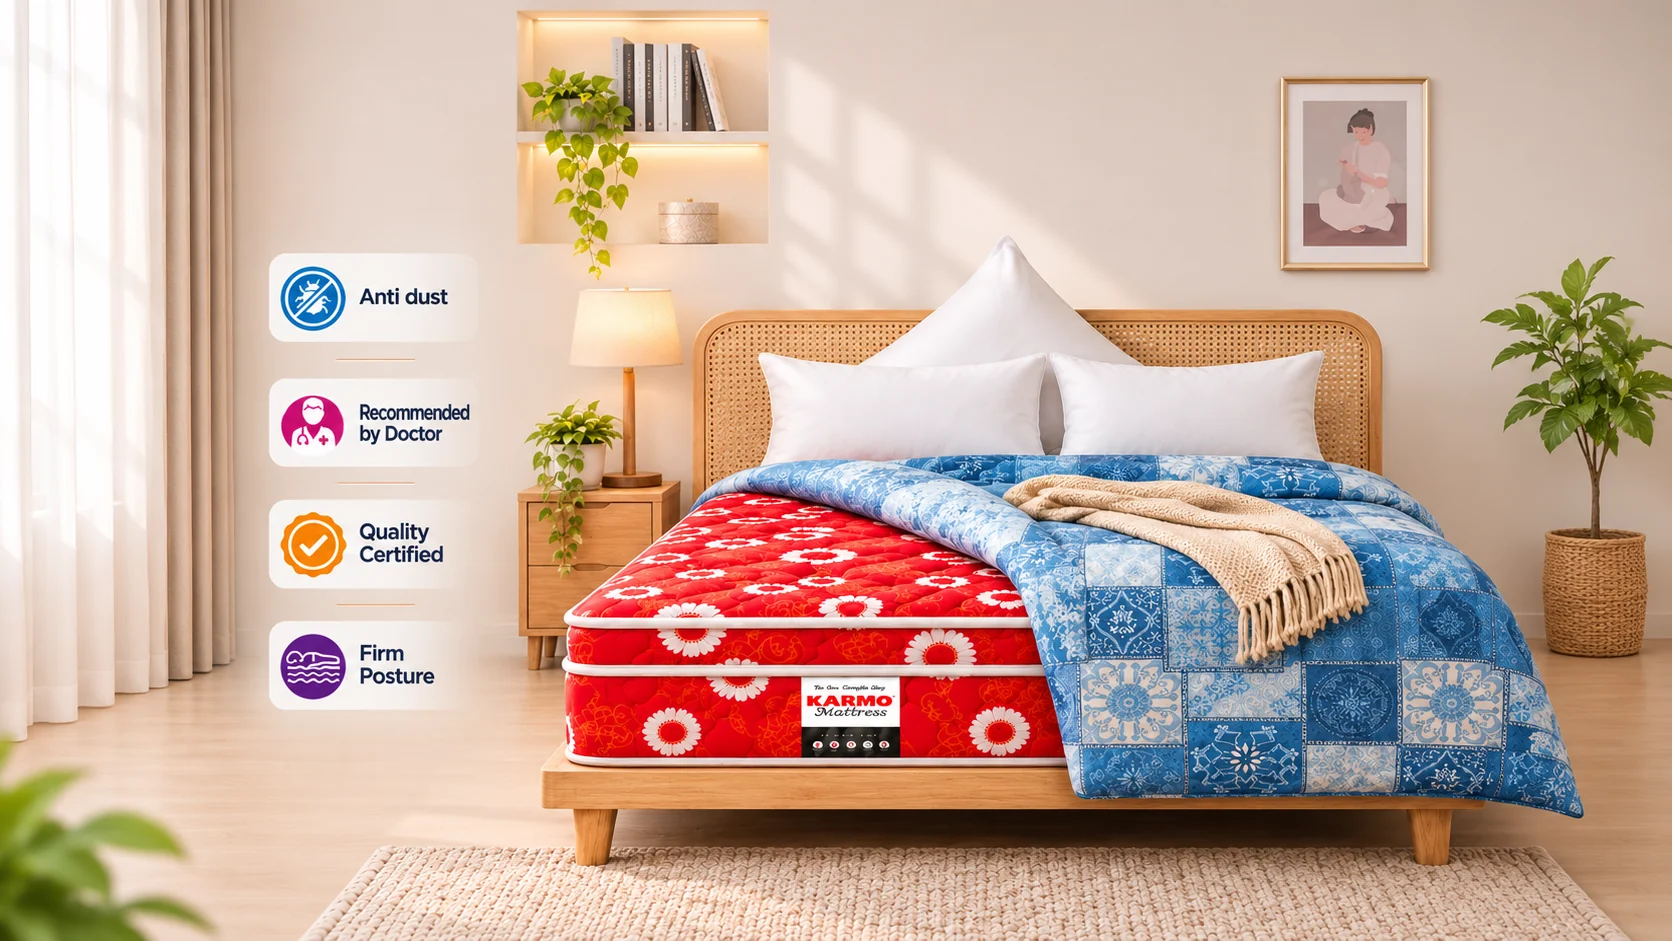 Anti dust
Recommended
by Doctor
Quality
Certified
Firm
Posture
KARMO
Mattress